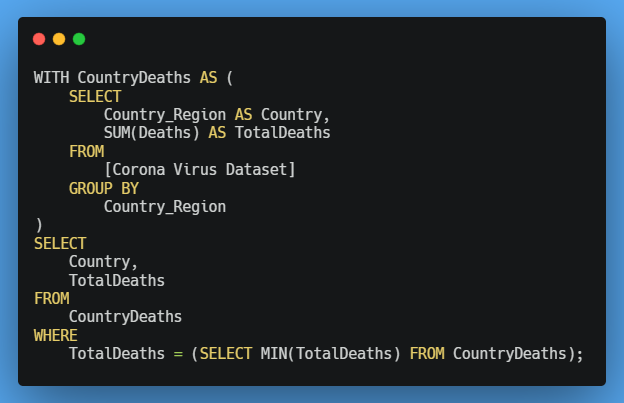 WITH CountryDeaths AS (
    SELECT
        Country_Region AS Country,
        SUM(Deaths) AS TotalDeaths
    FROM
        [Corona Virus Dataset]
    GROUP BY
        Country_Region
)
SELECT
    Country,
    TotalDeaths
FROM
    CountryDeaths
WHERE
    TotalDeaths = (SELECT MIN(TotalDeaths) FROM CountryDeaths);